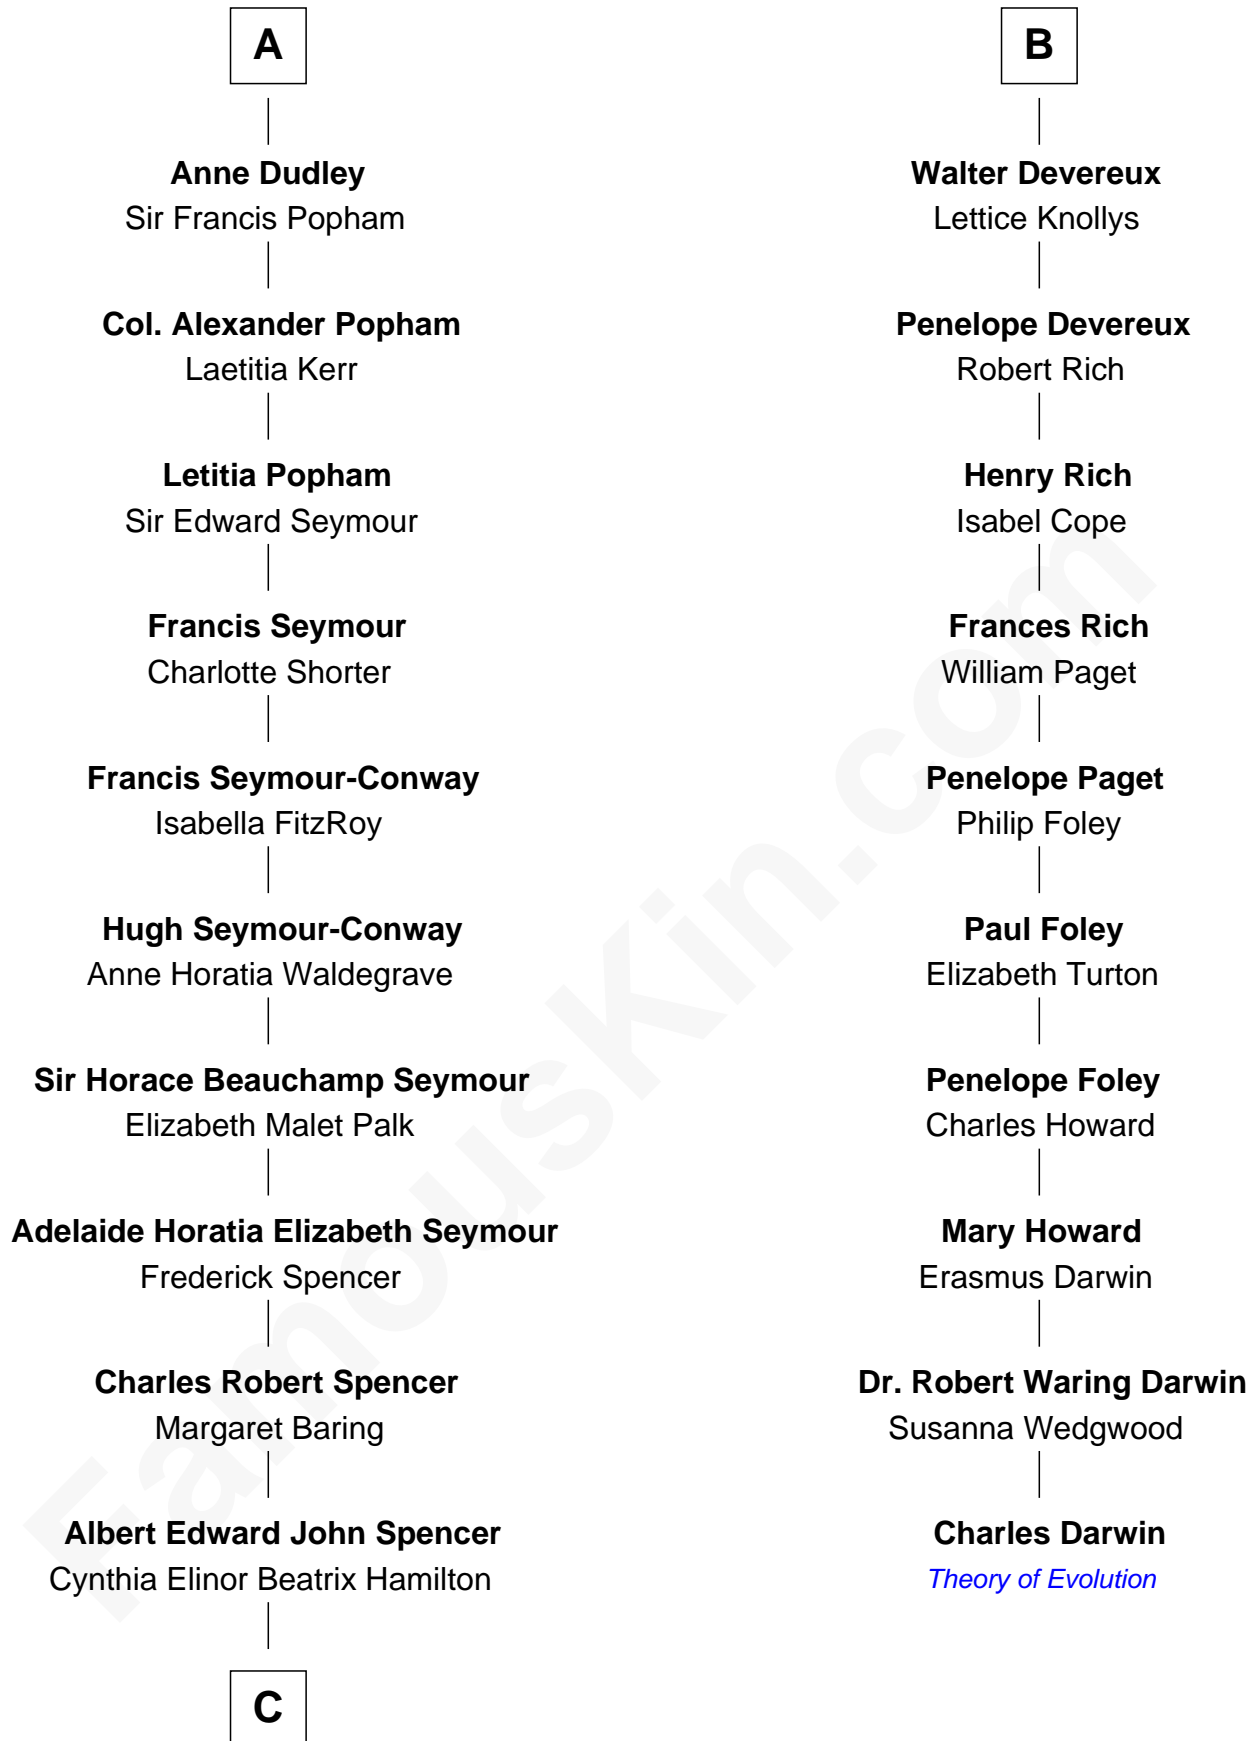 A
Anne Dudley
Sir Francis Popham
Col. Alexander Popham
Laetitia Kerr
Letitia Popham
Sir Edward Seymour
Francis Seymour
Charlotte Shorter
Francis Seymour-Conway
Isabella FitzRoy
Hugh Seymour-Conway
Anne Horatia Waldegrave
Sir Horace Beauchamp Seymour
Elizabeth Malet Palk
Adelaide Horatia Elizabeth Seymour
Frederick Spencer
Charles Robert Spencer
Margaret Baring
Albert Edward John Spencer
Cynthia Elinor Beatrix Hamilton
C
B
Walter Devereux
Lettice Knollys
Penelope Devereux
Robert Rich
Henry Rich
Isabel Cope
Frances Rich
William Paget
Penelope Paget
Philip Foley
Paul Foley
Elizabeth Turton
Penelope Foley
Charles Howard
Mary Howard
Erasmus Darwin
Dr. Robert Waring Darwin
Susanna Wedgwood
Charles Darwin
Theory of Evolution
FamousKin.com